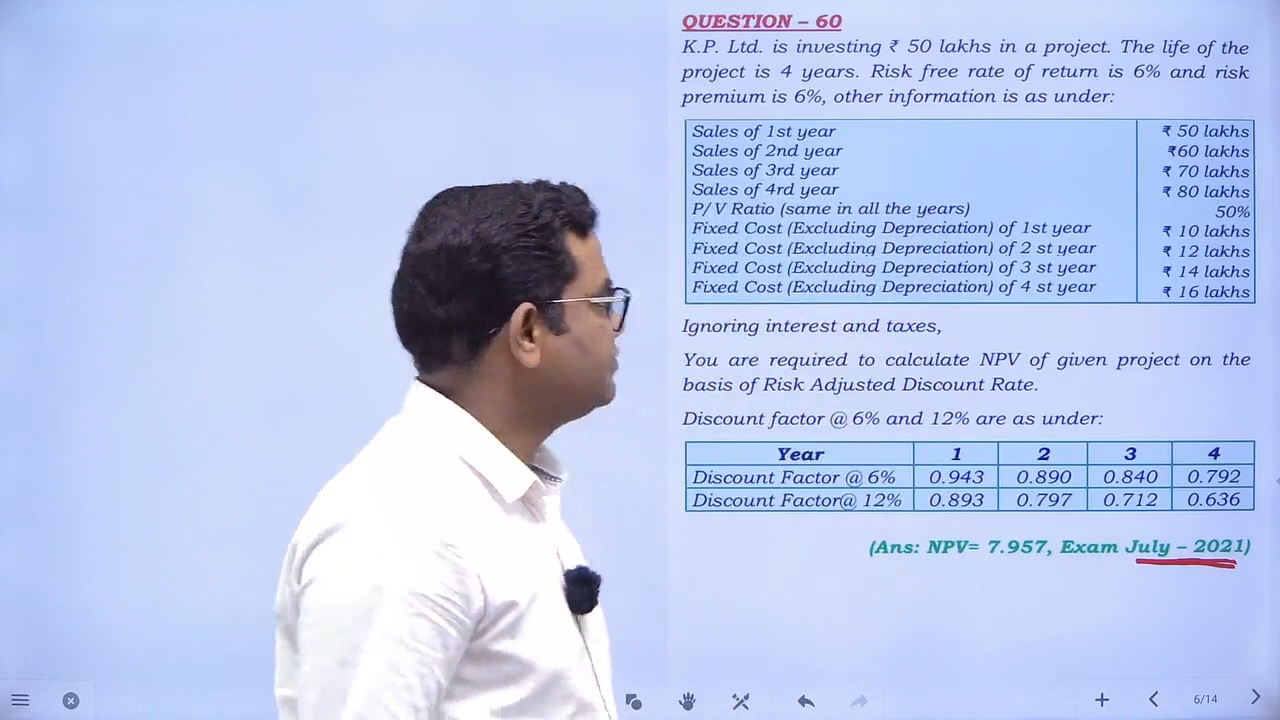 QUESTION – 60
K.P. Ltd. is investing ₹ 50 lakhs in a project. The life of the
project is 4 years. Risk free rate of return is 6% and risk
premium is 6%, other information is as under:
Sales of 1st year ₹ 50 lakhs
Sales of 2nd year ₹60 lakhs
Sales of 3rd year ₹ 70 lakhs
Sales of 4rd year ₹ 80 lakhs
P/V Ratio (same in all the years) 50%
Fixed Cost (Excluding Depreciation) of 1st year ₹ 10 lakhs
Fixed Cost (Excluding Depreciation) of 2 st year ₹ 12 lakhs
Fixed Cost (Excluding Depreciation) of 3 st year ₹ 14 lakhs
Fixed Cost (Excluding Depreciation) of 4 st year ₹ 16 lakhs
Ignoring interest and taxes,
You are required to calculate NPV of given project on the
basis of Risk Adjusted Discount Rate.
Discount factor @ 6% and 12% are as under:
Year 1 2 3 4
Discount Factor @ 6% 0.943 0.890 0.840 0.792
Discount Factor@ 12% 0.893 0.797 0.712 0.636
(Ans: NPV= 7.957, Exam July – 2021)
6/14